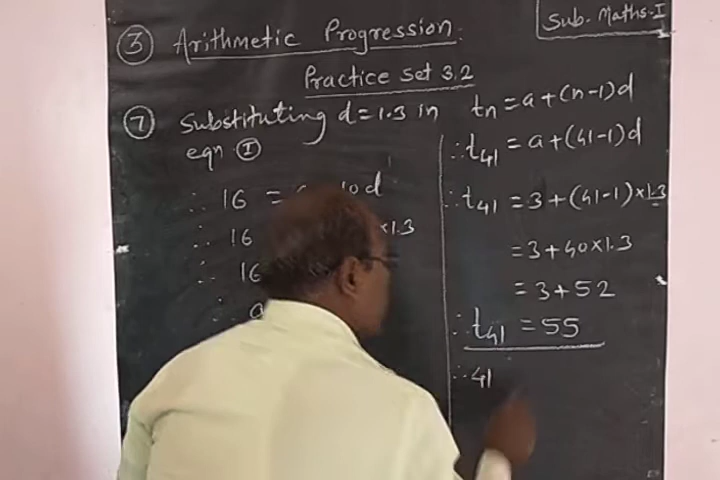 ③ Arithmetic Progression.
Sub. Maths-I
Practice Set 3.2
⑦ Substituting d=1.3 in
eqn Ⓘ
∴ 16 = d
∴ 16 × 1.3
∴ 16
tn = a+(n-1)d
∴ t41 = a+(41-1)d
∴ t41 = 3+(41-1)×1.3
= 3+40×1.3
= 3+52
∴ t41 = 55
∴ 41